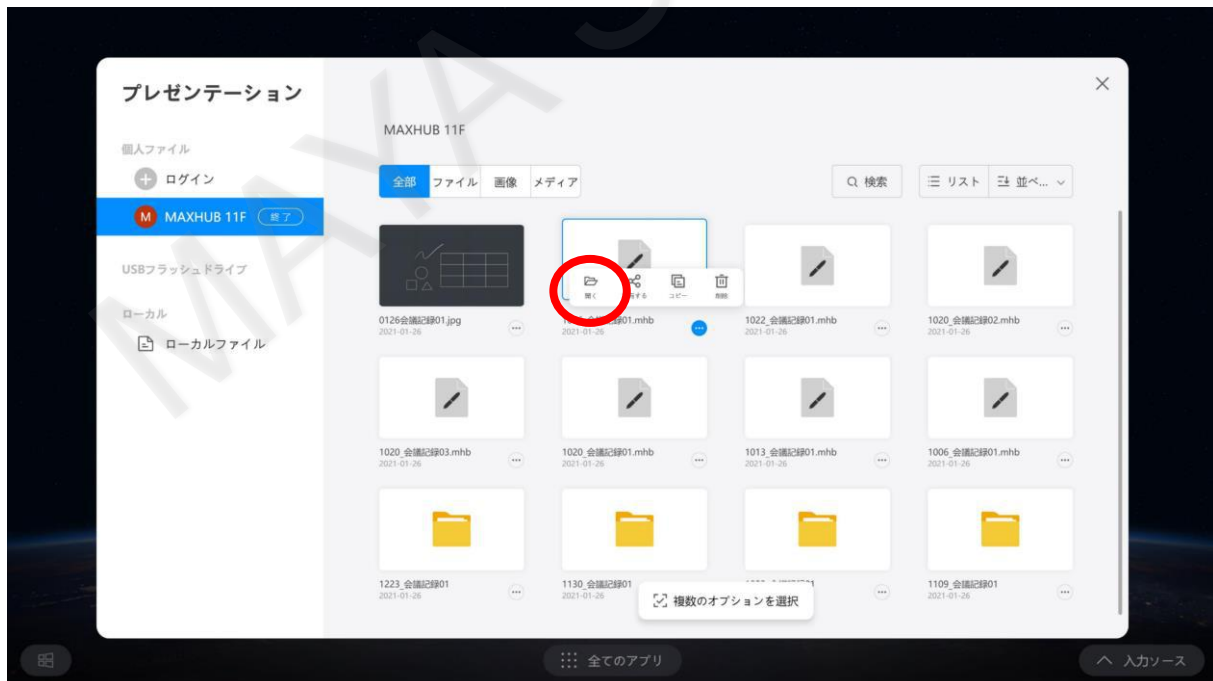 プレゼンテーション
個人ファイル
ログイン
M MAXHUB 11F 終了
USBフラッシュドライブ
ローカル
ローカルファイル
MAXHUB 11F
全部 ファイル 画像 メディア
検索 リスト 並べ...
開く する コピー 削除
0126会議記録01.jpg
2021-01-26
01.mhb
2021-01-26
1022_会議記録01.mhb
2021-01-26
1020_会議記録02.mhb
2021-01-26
1020_会議記録03.mhb
2021-01-26
1020_会議記録01.mhb
2021-01-26
1013_会議記録01.mhb
2021-01-26
1006_会議記録01.mhb
2021-01-26
1223_会議記録01
2021-01-26
1130_会議記録01
2021-01-26
1109_会議記録01
2021-01-26
複数のオプションを選択
全てのアプリ
入力ソース
MAYA